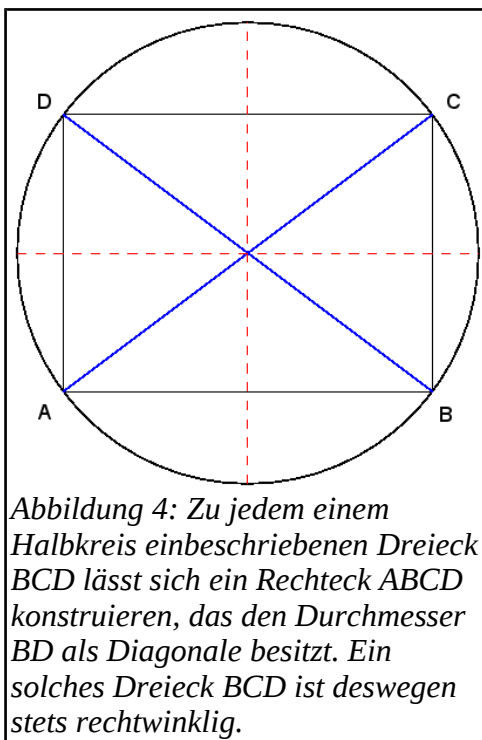 D C
A B
Abbildung 4: Zu jedem einem
Halbkreis einbeschriebenen Dreieck
BCD lässt sich ein Rechteck ABCD
konstruieren, das den Durchmesser
BD als Diagonale besitzt. Ein
solches Dreieck BCD ist deswegen
stets rechtwinklig.